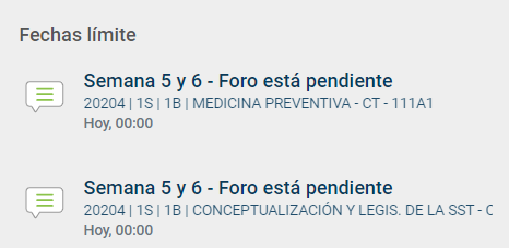 Fechas límite
Semana 5 y 6 - Foro está pendiente
20204 | 1S | 1B | MEDICINA PREVENTIVA - CT - 111A1
Hoy, 00:00
Semana 5 y 6 - Foro está pendiente
20204 | 1S | 1B | CONCEPTUALIZACIÓN Y LEGIS. DE LA SST - C
Hoy, 00:00